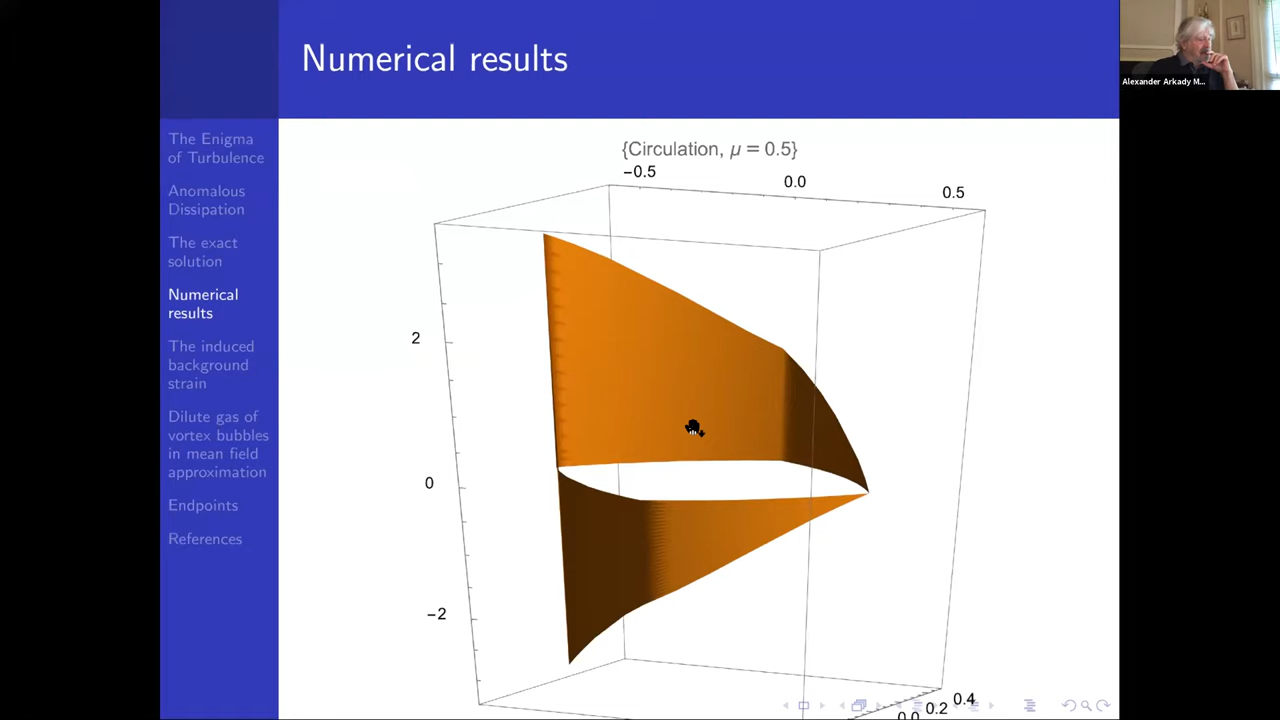 Numerical results
Alexander Arkady M...
The Enigma
of Turbulence
Anomalous
Dissipation
The exact
solution
Numerical
results
The induced
background
strain
Dilute gas of
vortex bubbles
in mean field
approximation
Endpoints
References
{Circulation, μ = 0.5}
−0.5
0.0
0.5
2
0
−2
0.0
0.2
0.4